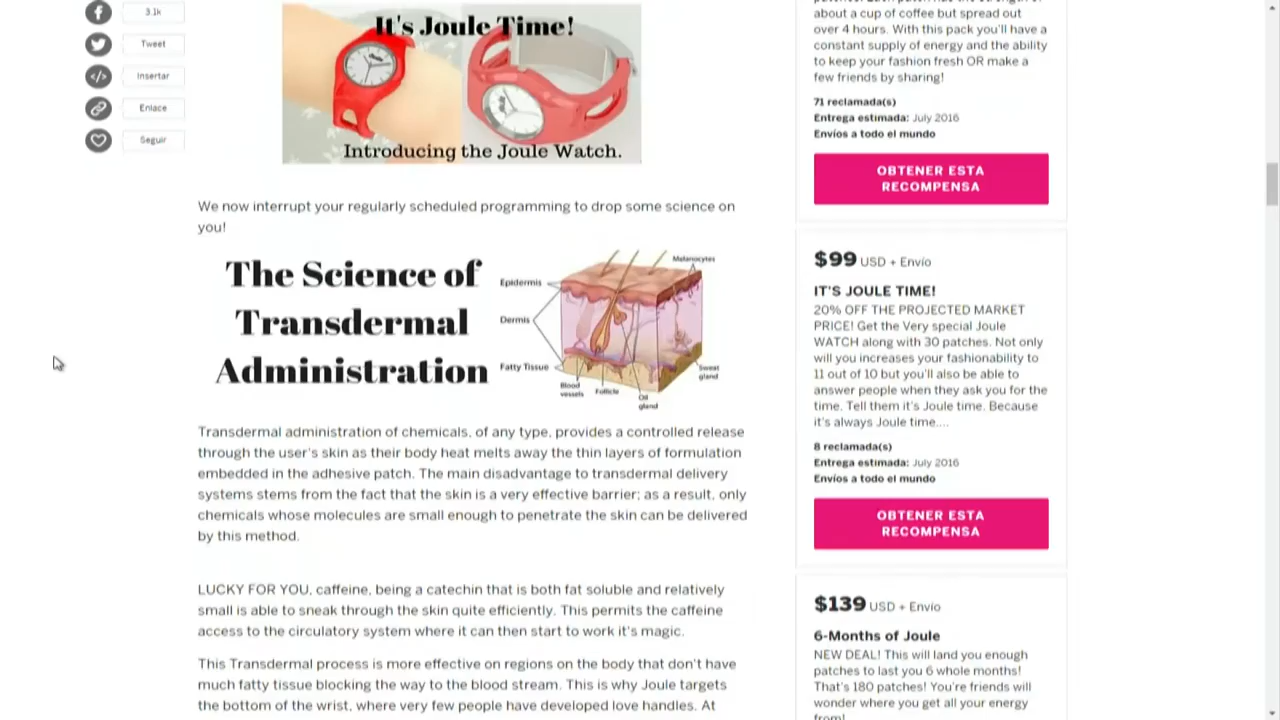 3.1k
Tweet
Insertar
Enlace
Seguir
It's Joule Time!
Introducing the Joule Watch.
We now interrupt your regularly scheduled programming to drop some science on
you!
The Science of
Transdermal
Administration
Melanocytes
Epidermis
Dermis
Fatty Tissue
Blood
vessels
Follicle
Oil
gland
Sweat
gland
Transdermal administration of chemicals, of any type, provides a controlled release
through the user's skin as their body heat melts away the thin layers of formulation
embedded in the adhesive patch. The main disadvantage to transdermal delivery
systems stems from the fact that the skin is a very effective barrier; as a result, only
chemicals whose molecules are small enough to penetrate the skin can be delivered
by this method.
LUCKY FOR YOU, caffeine, being a catechin that is both fat soluble and relatively
small is able to sneak through the skin quite efficiently. This permits the caffeine
access to the circulatory system where it can then start to work it's magic.
This Transdermal process is more effective on regions on the body that don't have
much fatty tissue blocking the way to the blood stream. This is why Joule targets
the bottom of the wrist, where very few people have developed love handles. At
about a cup of coffee but spread out
over 4 hours. With this pack you'll have a
constant supply of energy and the ability
to keep your fashion fresh OR make a
few friends by sharing!
71 reclamada(s)
Entrega estimada: July 2016
Envíos a todo el mundo
OBTENER ESTA
RECOMPENSA
$99 USD + Envío
IT'S JOULE TIME!
20% OFF THE PROJECTED MARKET
PRICE! Get the Very special Joule
WATCH along with 30 patches. Not only
will you increases your fashionability to
11 out of 10 but you'll also be able to
answer people when they ask you for the
time. Tell them it's Joule time. Because
it's always Joule time....
8 reclamada(s)
Entrega estimada: July 2016
Envíos a todo el mundo
OBTENER ESTA
RECOMPENSA
$139 USD + Envío
6-Months of Joule
NEW DEAL! This will land you enough
patches to last you 6 whole months!
That's 180 patches! You're friends will
wonder where you get all your energy
from!